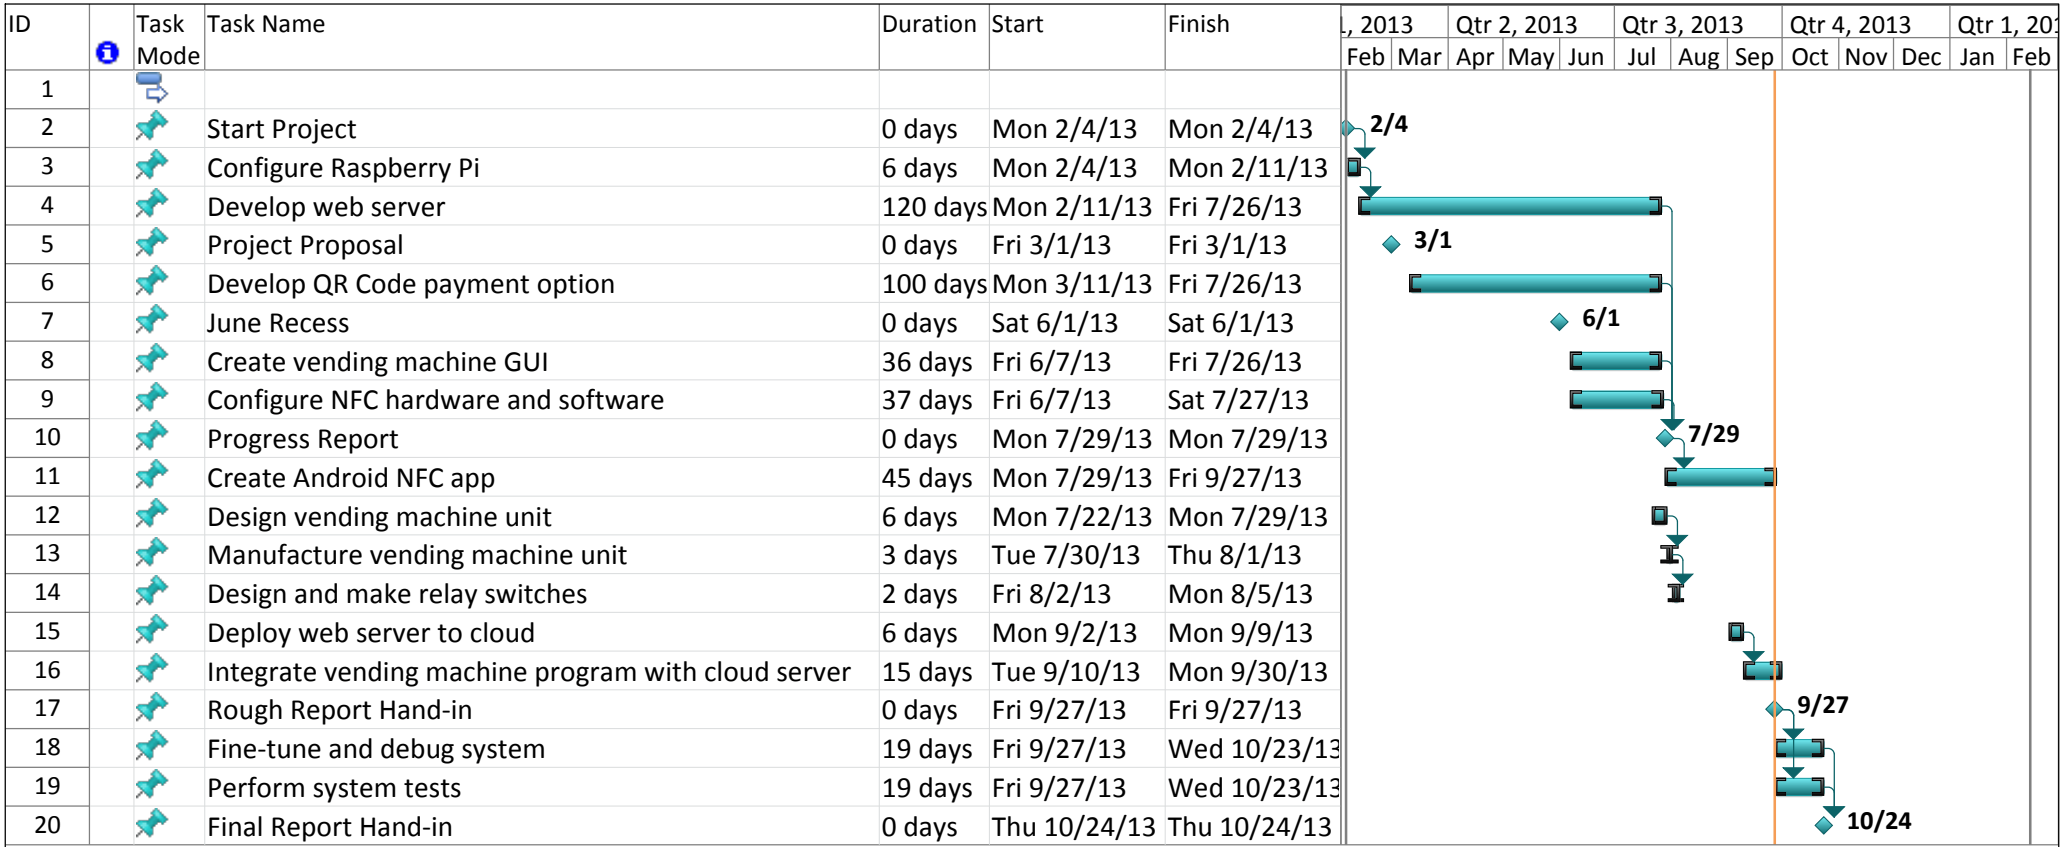 ID Task Mode Task Name Duration Start Finish , 2013 Qtr 2, 2013 Qtr 3, 2013 Qtr 4, 2013 Qtr 1, 201
Feb Mar Apr May Jun Jul Aug Sep Oct Nov Dec Jan Feb
1
2 Start Project 0 days Mon 2/4/13 Mon 2/4/13 2/4
3 Configure Raspberry Pi 6 days Mon 2/4/13 Mon 2/11/13
4 Develop web server 120 days Mon 2/11/13 Fri 7/26/13
5 Project Proposal 0 days Fri 3/1/13 Fri 3/1/13 3/1
6 Develop QR Code payment option 100 days Mon 3/11/13 Fri 7/26/13
7 June Recess 0 days Sat 6/1/13 Sat 6/1/13 6/1
8 Create vending machine GUI 36 days Fri 6/7/13 Fri 7/26/13
9 Configure NFC hardware and software 37 days Fri 6/7/13 Sat 7/27/13
10 Progress Report 0 days Mon 7/29/13 Mon 7/29/13 7/29
11 Create Android NFC app 45 days Mon 7/29/13 Fri 9/27/13
12 Design vending machine unit 6 days Mon 7/22/13 Mon 7/29/13
13 Manufacture vending machine unit 3 days Tue 7/30/13 Thu 8/1/13
14 Design and make relay switches 2 days Fri 8/2/13 Mon 8/5/13
15 Deploy web server to cloud 6 days Mon 9/2/13 Mon 9/9/13
16 Integrate vending machine program with cloud server 15 days Tue 9/10/13 Mon 9/30/13
17 Rough Report Hand-in 0 days Fri 9/27/13 Fri 9/27/13 9/27
18 Fine-tune and debug system 19 days Fri 9/27/13 Wed 10/23/13
19 Perform system tests 19 days Fri 9/27/13 Wed 10/23/13
20 Final Report Hand-in 0 days Thu 10/24/13 Thu 10/24/13 10/24